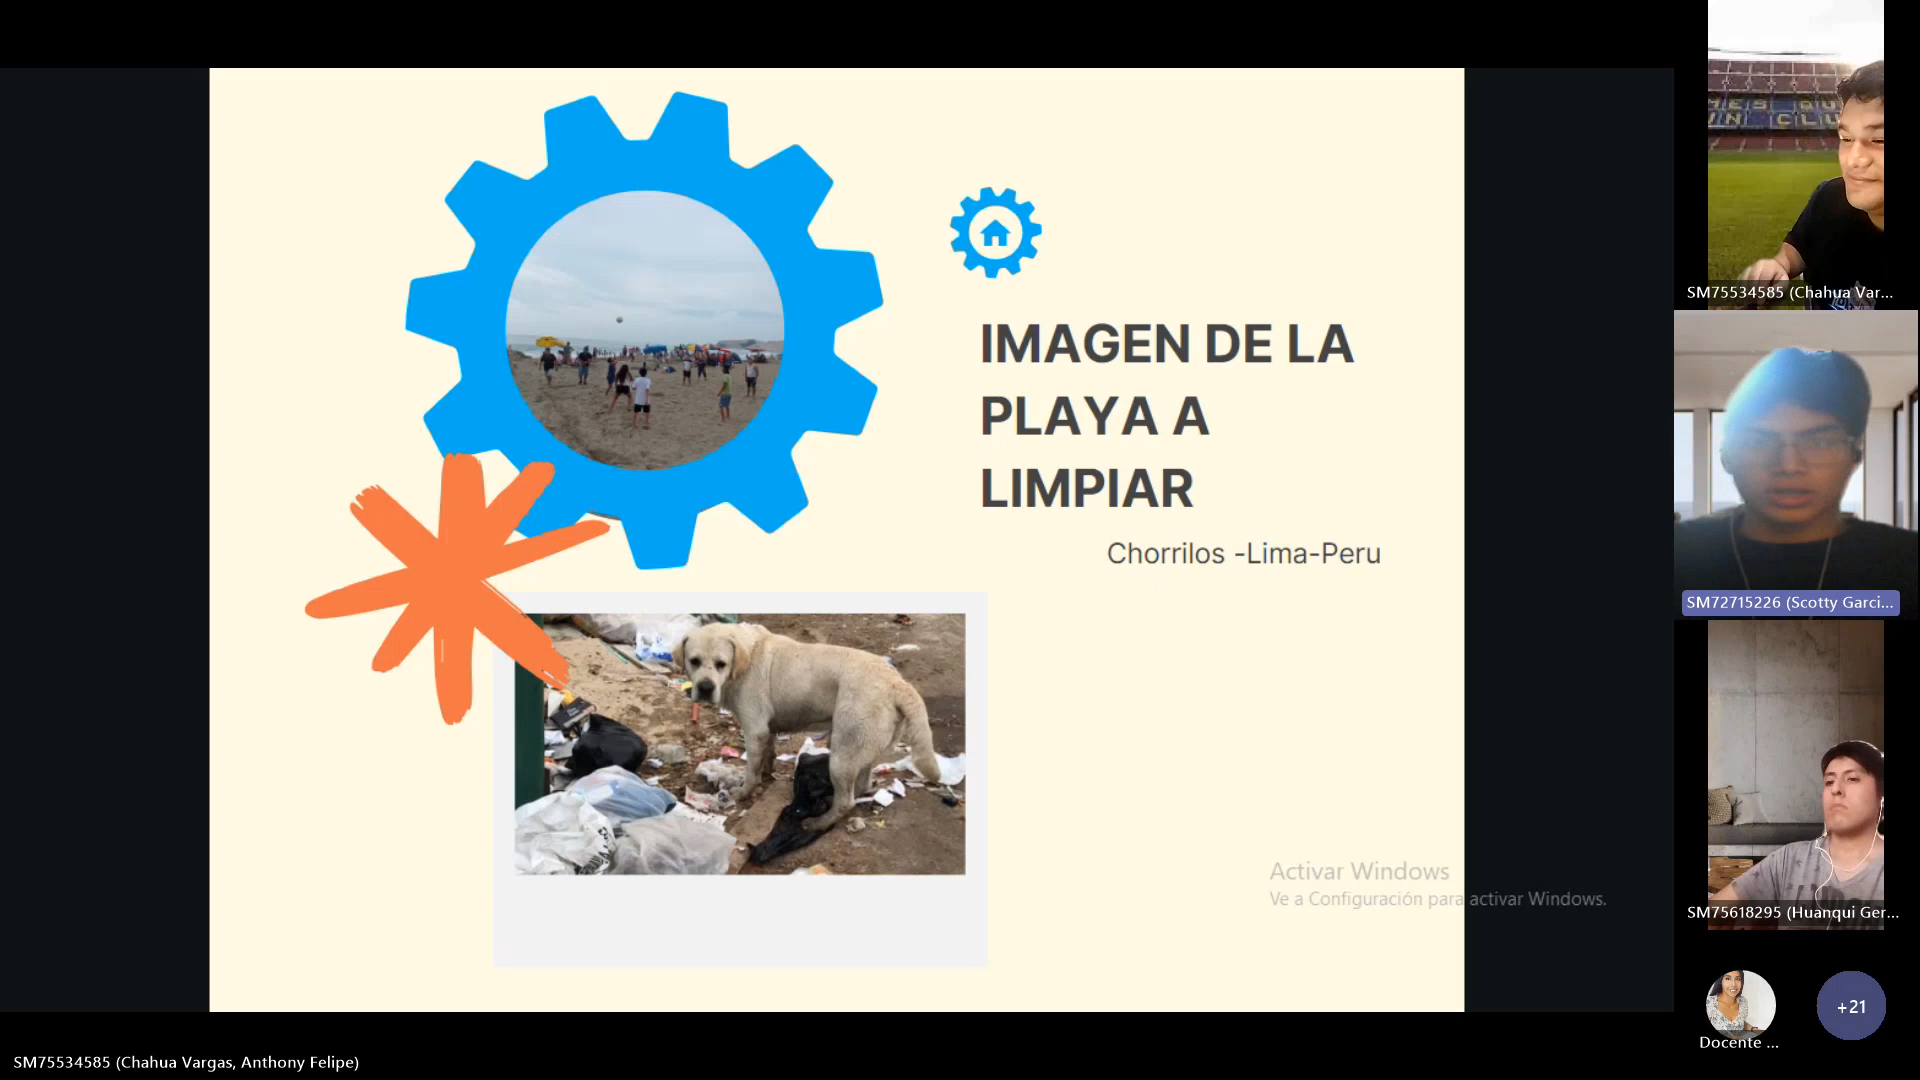 IMAGEN DE LA
PLAYA A
LIMPIAR
Chorrilos -Lima-Peru
Activar Windows
Ve a Configuración para activar Windows.
SM75534585 (Chahua Var...
SM72715226 (Scotty Garci...
SM75618295 (Huanqui Ger...
+21
Docente ...
SM75534585 (Chahua Vargas, Anthony Felipe)